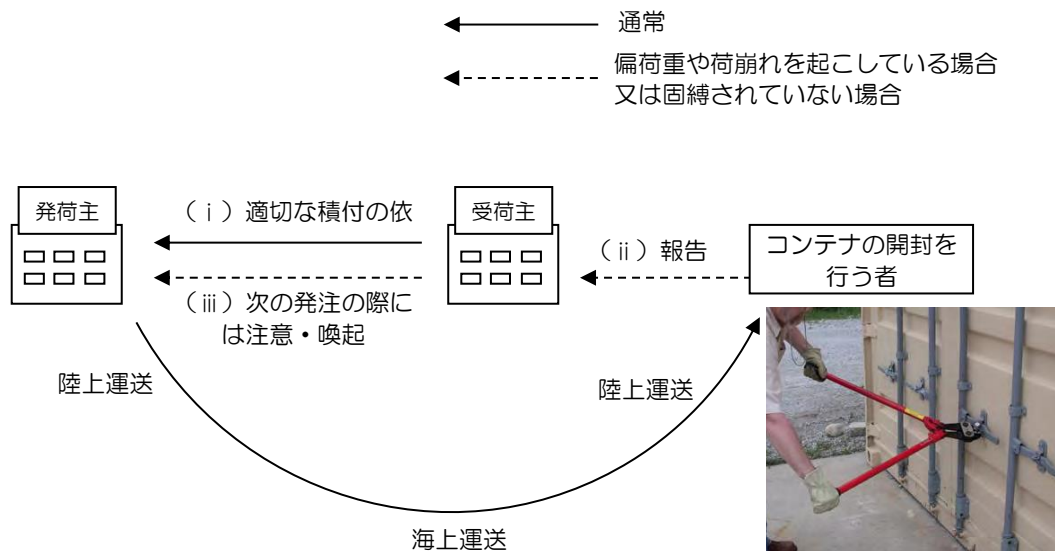 通常
偏荷重や荷崩れを起こしている場合
又は固縛されていない場合
発荷主
(ⅰ)適切な積付の依
受荷主
(ⅱ)報告
コンテナの開封を
行う者
(ⅲ)次の発注の際に
は注意・喚起
陸上運送
陸上運送
海上運送